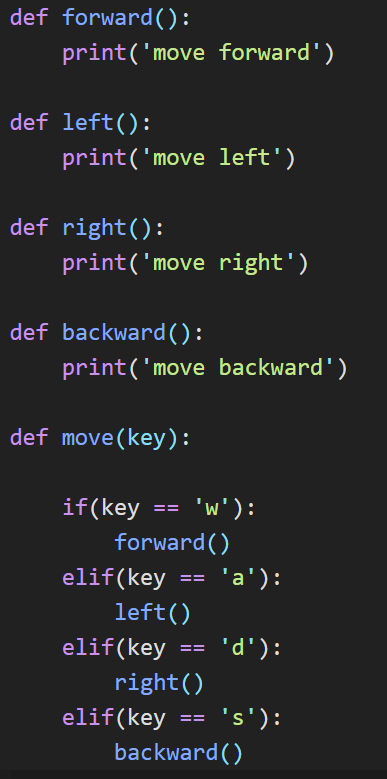 def forward():
    print('move forward')
def left():
    print('move left')
def right():
    print('move right')
def backward():
    print('move backward')
def move(key):
    if(key == 'w'):
        forward()
    elif(key == 'a'):
        left()
    elif(key == 'd'):
        right()
    elif(key == 's'):
        backward()